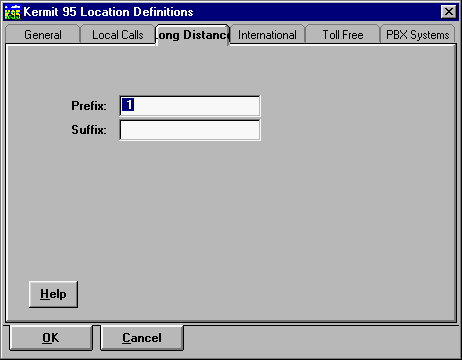 K95 Kermit 95 Location Definitions
General Local Calls Long Distance International Toll Free PBX Systems
Prefix: 1
Suffix:
Help
OK Cancel